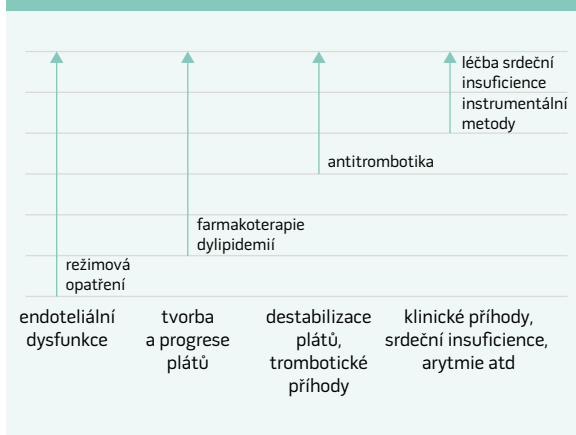 léčba srdeční
insuficience
instrumentální
metody
antitrombotika
farmakoterapie
dylipidemií
režimová
opatření
endoteliální
dysfunkce
tvorba
a progrese
plátů
destabilizace
plátů,
trombotické
příhody
klinické příhody,
srdeční insuficience,
arytmie atd